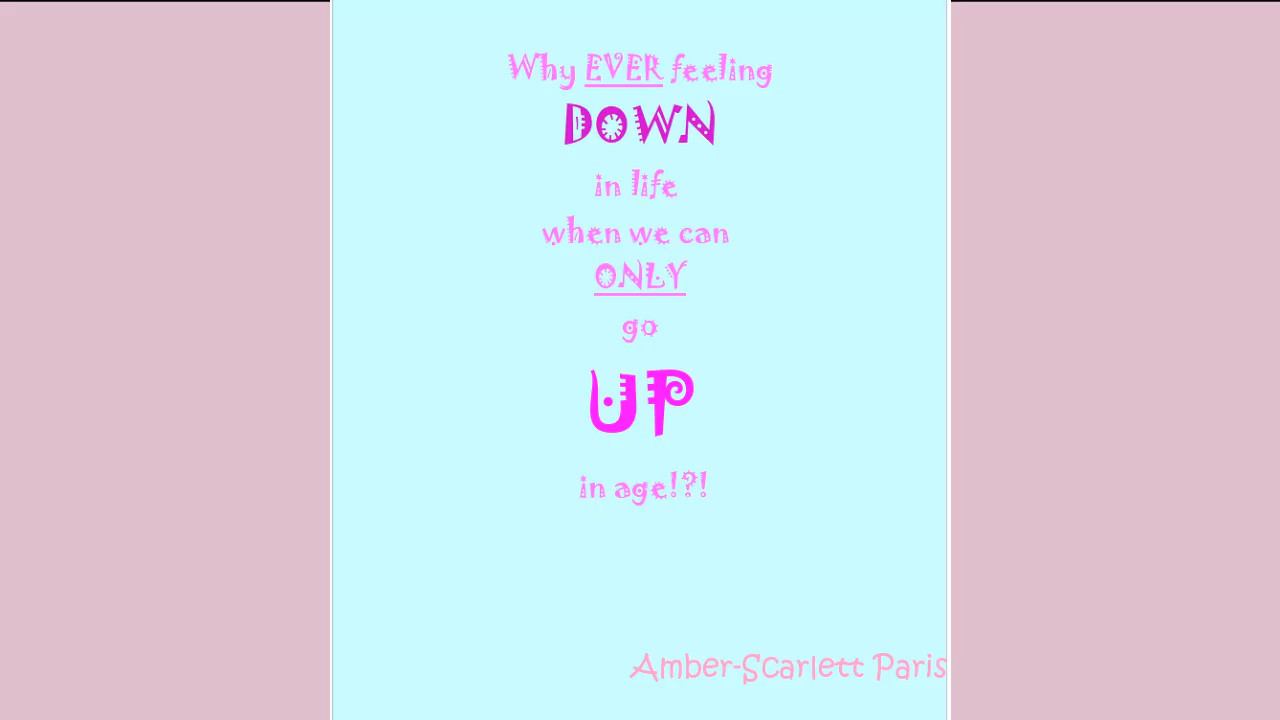 Why EVER feeling
DOWN
in life
when we can
ONLY
go
UP
in age!?!
Amber-Scarlett Paris